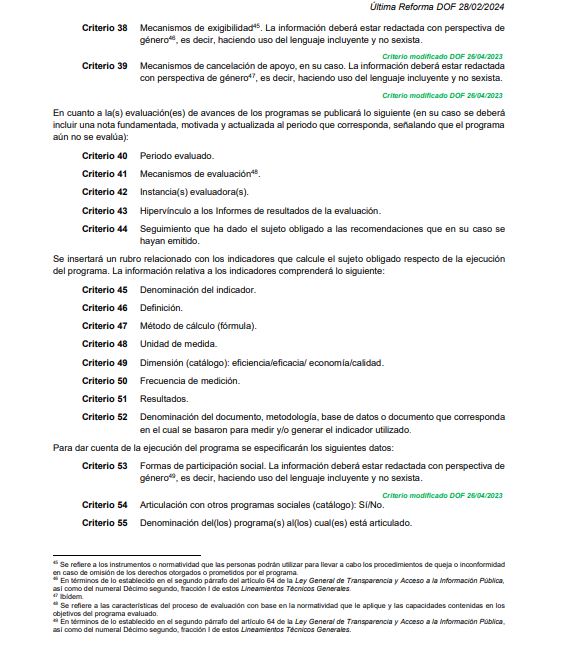 Última Reforma DOF 28/02/2024
Criterio 38 Mecanismos de exigibilidad⁴⁵. La información deberá estar redactada con perspectiva de
género⁴⁶, es decir, haciendo uso del lenguaje incluyente y no sexista.
Criterio modificado DOF 26/04/2023
Criterio 39 Mecanismos de cancelación de apoyo, en su caso. La información deberá estar redactada
con perspectiva de género⁴⁷, es decir, haciendo uso del lenguaje incluyente y no sexista.
Criterio modificado DOF 26/04/2023
En cuanto a la(s) evaluación(es) de avances de los programas se publicará lo siguiente (en su caso se deberá
incluir una nota fundamentada, motivada y actualizada al periodo que corresponda, señalando que el programa
aún no se evalúa):
Criterio 40 Periodo evaluado.
Criterio 41 Mecanismos de evaluación⁴⁸.
Criterio 42 Instancia(s) evaluadora(s).
Criterio 43 Hipervínculo a los Informes de resultados de la evaluación.
Criterio 44 Seguimiento que ha dado el sujeto obligado a las recomendaciones que en su caso se
hayan emitido.
Se insertará un rubro relacionado con los indicadores que calcule el sujeto obligado respecto de la ejecución
del programa. La información relativa a los indicadores comprenderá lo siguiente:
Criterio 45 Denominación del indicador.
Criterio 46 Definición.
Criterio 47 Método de cálculo (fórmula).
Criterio 48 Unidad de medida.
Criterio 49 Dimensión (catálogo): eficiencia/eficacia/ economía/calidad.
Criterio 50 Frecuencia de medición.
Criterio 51 Resultados.
Criterio 52 Denominación del documento, metodología, base de datos o documento que corresponda
en el cual se basaron para medir y/o generar el indicador utilizado.
Para dar cuenta de la ejecución del programa se especificarán los siguientes datos:
Criterio 53 Formas de participación social. La información deberá estar redactada con perspectiva de
género⁴⁹, es decir, haciendo uso del lenguaje incluyente y no sexista.
Criterio modificado DOF 26/04/2023
Criterio 54 Articulación con otros programas sociales (catálogo): Sí/No.
Criterio 55 Denominación del(los) programa(s) al(los) cual(es) está articulado.
⁴⁵ Se refiere a los instrumentos o normatividad que las personas podrán utilizar para llevar a cabo los procedimientos de queja o inconformidad
en caso de omisión de los derechos otorgados o prometidos por el programa.
⁴⁶ En términos de lo establecido en el segundo párrafo del artículo 64 de la Ley General de Transparencia y Acceso a la Información Pública,
así como del numeral Décimo segundo, fracción I de estos Lineamientos Técnicos Generales.
⁴⁷ Ibídem.
⁴⁸ Se refiere a las características del proceso de evaluación con base en la normatividad que le aplique y las capacidades contenidas en los
objetivos del programa evaluado.
⁴⁹ En términos de lo establecido en el segundo párrafo del artículo 64 de la Ley General de Transparencia y Acceso a la Información Pública,
así como del numeral Décimo segundo, fracción I de estos Lineamientos Técnicos Generales.